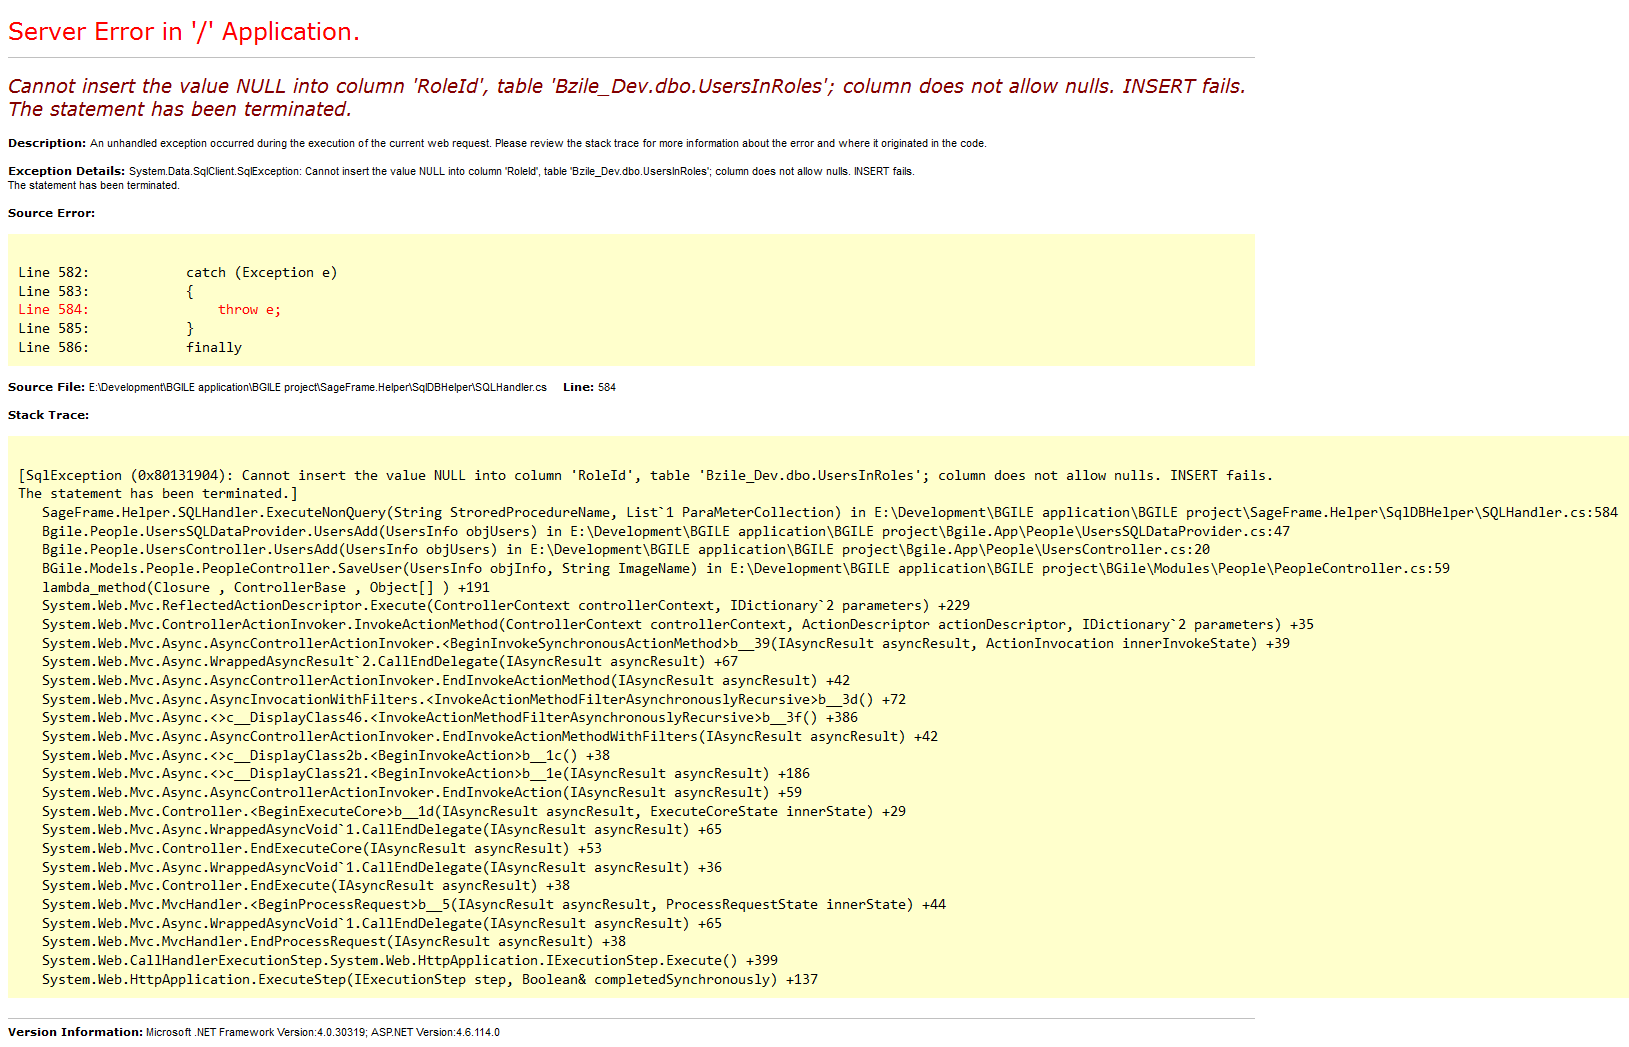 Server Error in '/' Application.
Cannot insert the value NULL into column 'RoleId', table 'Bzile_Dev.dbo.UsersInRoles'; column does not allow nulls. INSERT fails.
The statement has been terminated.
Description: An unhandled exception occurred during the execution of the current web request. Please review the stack trace for more information about the error and where it originated in the code.
Exception Details: System.Data.SqlClient.SqlException: Cannot insert the value NULL into column 'RoleId', table 'Bzile_Dev.dbo.UsersInRoles'; column does not allow nulls. INSERT fails.
The statement has been terminated.
Source Error:
Line 582:            catch (Exception e)
Line 583:            {
Line 584:                throw e;
Line 585:            }
Line 586:            finally
Source File: E:\Development\BGILE application\BGILE project\SageFrame.Helper\SqlDBHelper\SQLHandler.cs    Line: 584
Stack Trace:
[SqlException (0x80131904): Cannot insert the value NULL into column 'RoleId', table 'Bzile_Dev.dbo.UsersInRoles'; column does not allow nulls. INSERT fails.
The statement has been terminated.]
   SageFrame.Helper.SQLHandler.ExecuteNonQuery(String StroredProcedureName, List`1 ParaMeterCollection) in E:\Development\BGILE application\BGILE project\SageFrame.Helper\SqlDBHelper\SQLHandler.cs:584
   Bgile.People.UsersSQLDataProvider.UsersAdd(UsersInfo objUsers) in E:\Development\BGILE application\BGILE project\Bgile.App\People\UsersSQLDataProvider.cs:47
   Bgile.People.UsersController.UsersAdd(UsersInfo objUsers) in E:\Development\BGILE application\BGILE project\Bgile.App\People\UsersController.cs:20
   BGile.Models.People.PeopleController.SaveUser(UsersInfo objInfo, String ImageName) in E:\Development\BGILE application\BGILE project\BGile\Modules\People\PeopleController.cs:59
   lambda_method(Closure , ControllerBase , Object[] ) +191
   System.Web.Mvc.ReflectedActionDescriptor.Execute(ControllerContext controllerContext, IDictionary`2 parameters) +229
   System.Web.Mvc.ControllerActionInvoker.InvokeActionMethod(ControllerContext controllerContext, ActionDescriptor actionDescriptor, IDictionary`2 parameters) +35
   System.Web.Mvc.Async.AsyncControllerActionInvoker.<BeginInvokeSynchronousActionMethod>b__39(IAsyncResult asyncResult, ActionInvocation innerInvokeState) +39
   System.Web.Mvc.Async.WrappedAsyncResult`2.CallEndDelegate(IAsyncResult asyncResult) +67
   System.Web.Mvc.Async.AsyncControllerActionInvoker.EndInvokeActionMethod(IAsyncResult asyncResult) +42
   System.Web.Mvc.Async.AsyncInvocationWithFilters.<InvokeActionMethodFilterAsynchronouslyRecursive>b__3d() +72
   System.Web.Mvc.Async.<>c__DisplayClass46.<InvokeActionMethodFilterAsynchronouslyRecursive>b__3f() +386
   System.Web.Mvc.Async.AsyncControllerActionInvoker.EndInvokeActionMethodWithFilters(IAsyncResult asyncResult) +42
   System.Web.Mvc.Async.<>c__DisplayClass2b.<BeginInvokeAction>b__1c() +38
   System.Web.Mvc.Async.<>c__DisplayClass21.<BeginInvokeAction>b__1e(IAsyncResult asyncResult) +186
   System.Web.Mvc.Async.AsyncControllerActionInvoker.EndInvokeAction(IAsyncResult asyncResult) +59
   System.Web.Mvc.Controller.<BeginExecuteCore>b__1d(IAsyncResult asyncResult, ExecuteCoreState innerState) +29
   System.Web.Mvc.Async.WrappedAsyncVoid`1.CallEndDelegate(IAsyncResult asyncResult) +65
   System.Web.Mvc.Controller.EndExecuteCore(IAsyncResult asyncResult) +53
   System.Web.Mvc.Async.WrappedAsyncVoid`1.CallEndDelegate(IAsyncResult asyncResult) +36
   System.Web.Mvc.Controller.EndExecute(IAsyncResult asyncResult) +38
   System.Web.Mvc.MvcHandler.<BeginProcessRequest>b__5(IAsyncResult asyncResult, ProcessRequestState innerState) +44
   System.Web.Mvc.Async.WrappedAsyncVoid`1.CallEndDelegate(IAsyncResult asyncResult) +65
   System.Web.Mvc.MvcHandler.EndProcessRequest(IAsyncResult asyncResult) +38
   System.Web.CallHandlerExecutionStep.System.Web.HttpApplication.IExecutionStep.Execute() +399
   System.Web.HttpApplication.ExecuteStep(IExecutionStep step, Boolean& completedSynchronously) +137
Version Information: Microsoft .NET Framework Version:4.0.30319; ASP.NET Version:4.6.114.0